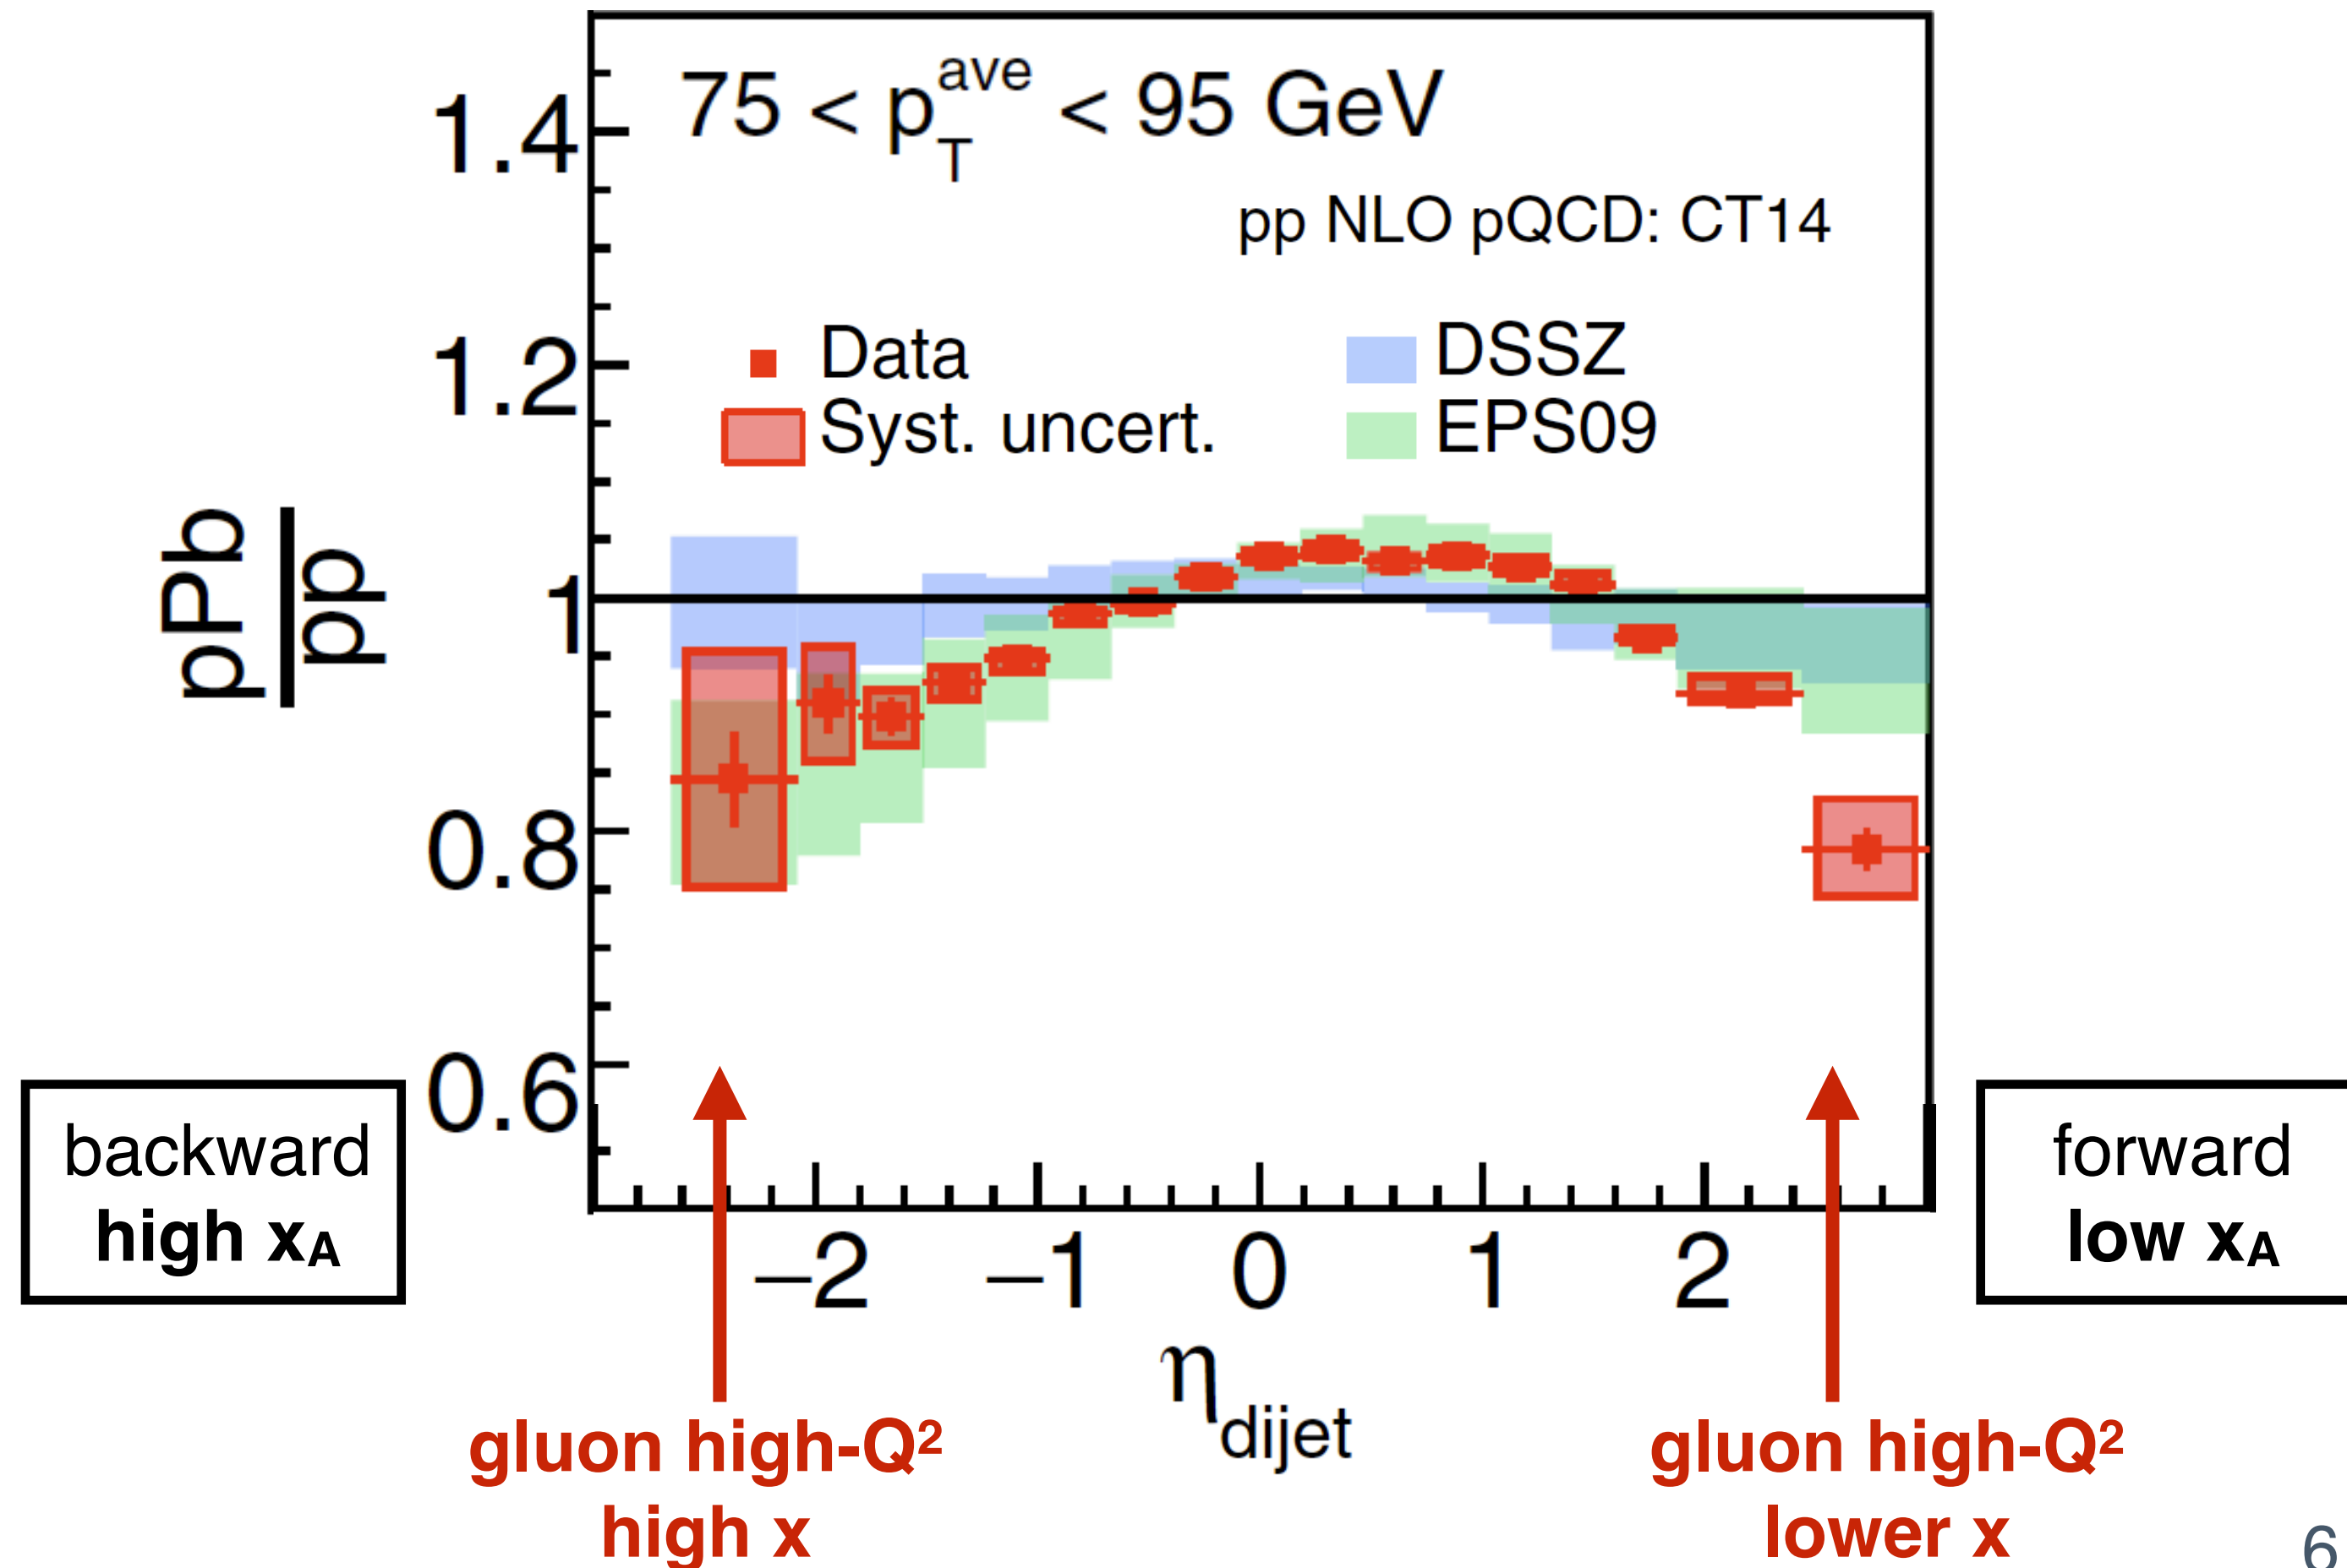 75 < p_T^ave < 95 GeV
pp NLO pQCD: CT14
1.4
1.2
1
0.8
0.6
Data
Syst. uncert.
DSSZ
EPS09
pPb
pp
backward
high x_A
forward
low x_A
−2 −1 0 1 2
η_dijet
gluon high-Q²
high x
gluon high-Q²
lower x
6